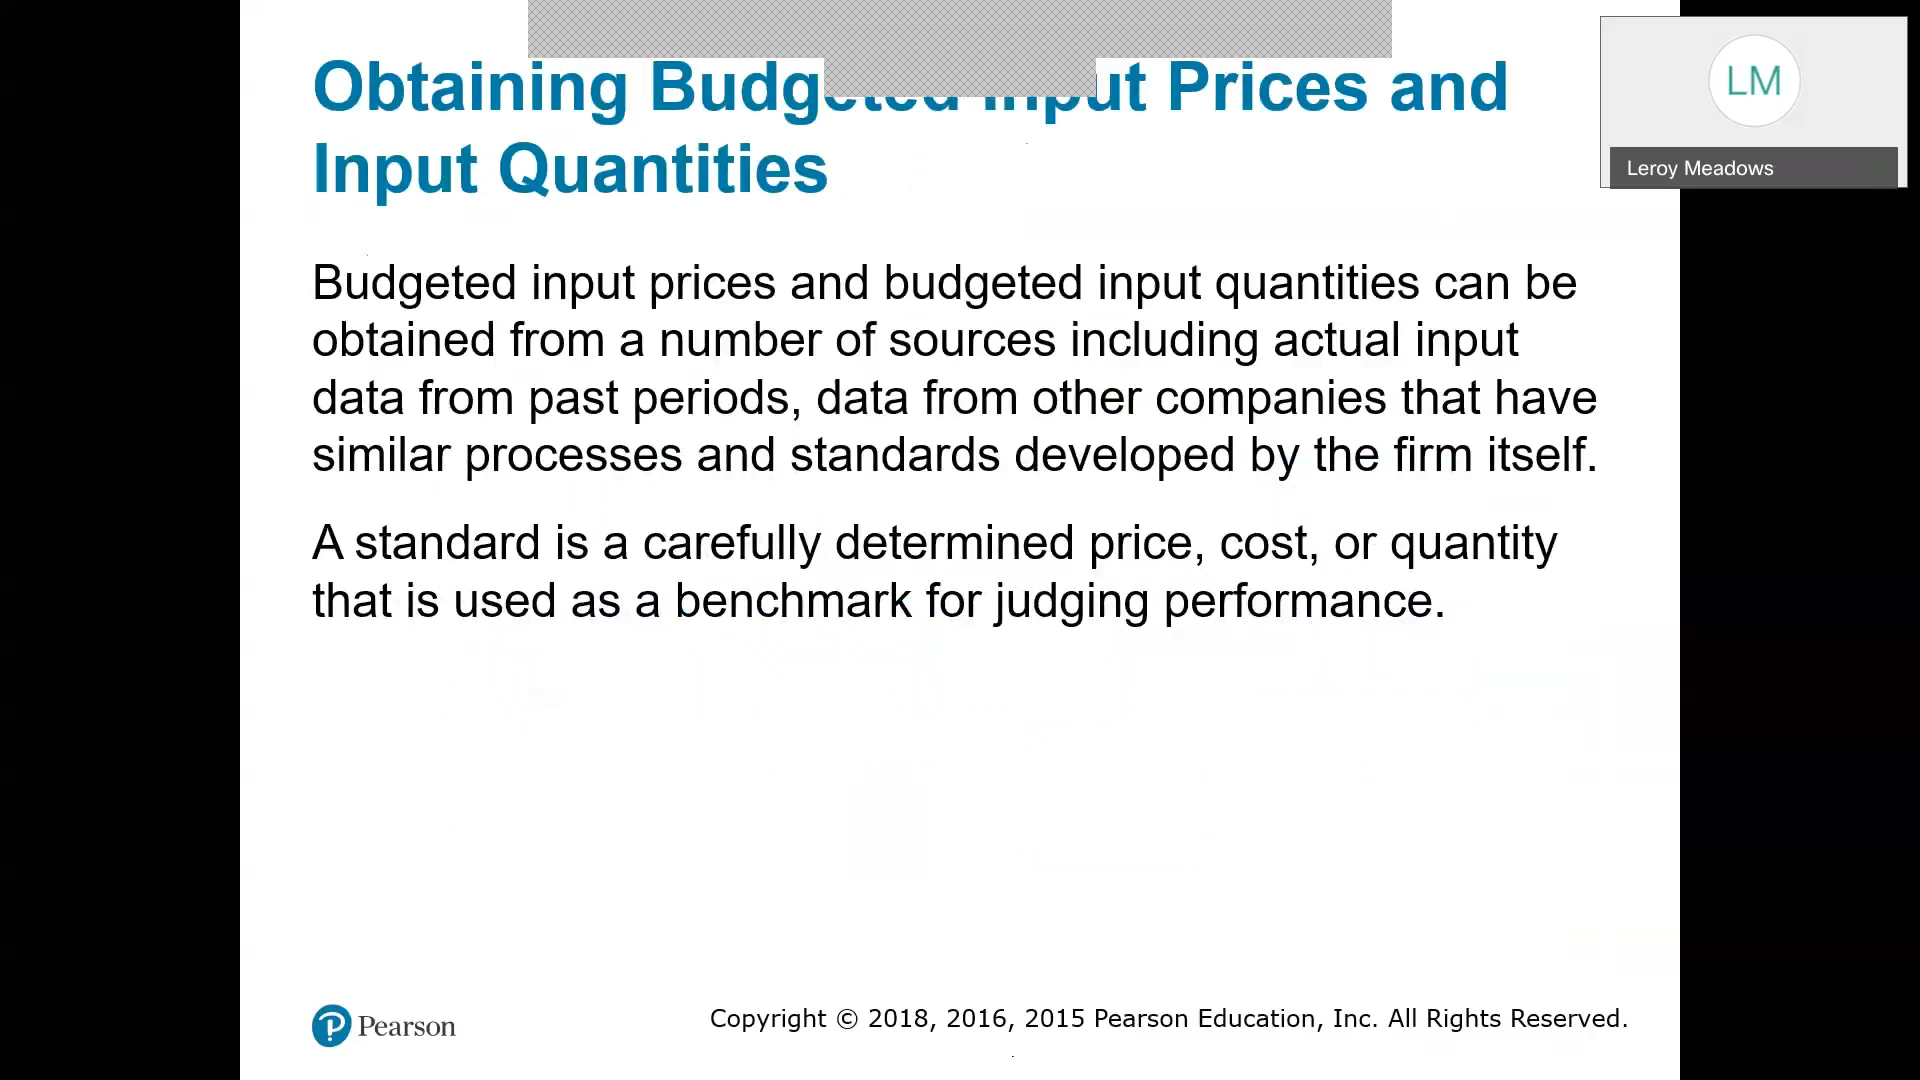 Obtaining Budgeted Input Prices and
Input Quantities
LM
Leroy Meadows
Budgeted input prices and budgeted input quantities can be
obtained from a number of sources including actual input
data from past periods, data from other companies that have
similar processes and standards developed by the firm itself.
A standard is a carefully determined price, cost, or quantity
that is used as a benchmark for judging performance.
Pearson
Copyright © 2018, 2016, 2015 Pearson Education, Inc. All Rights Reserved.